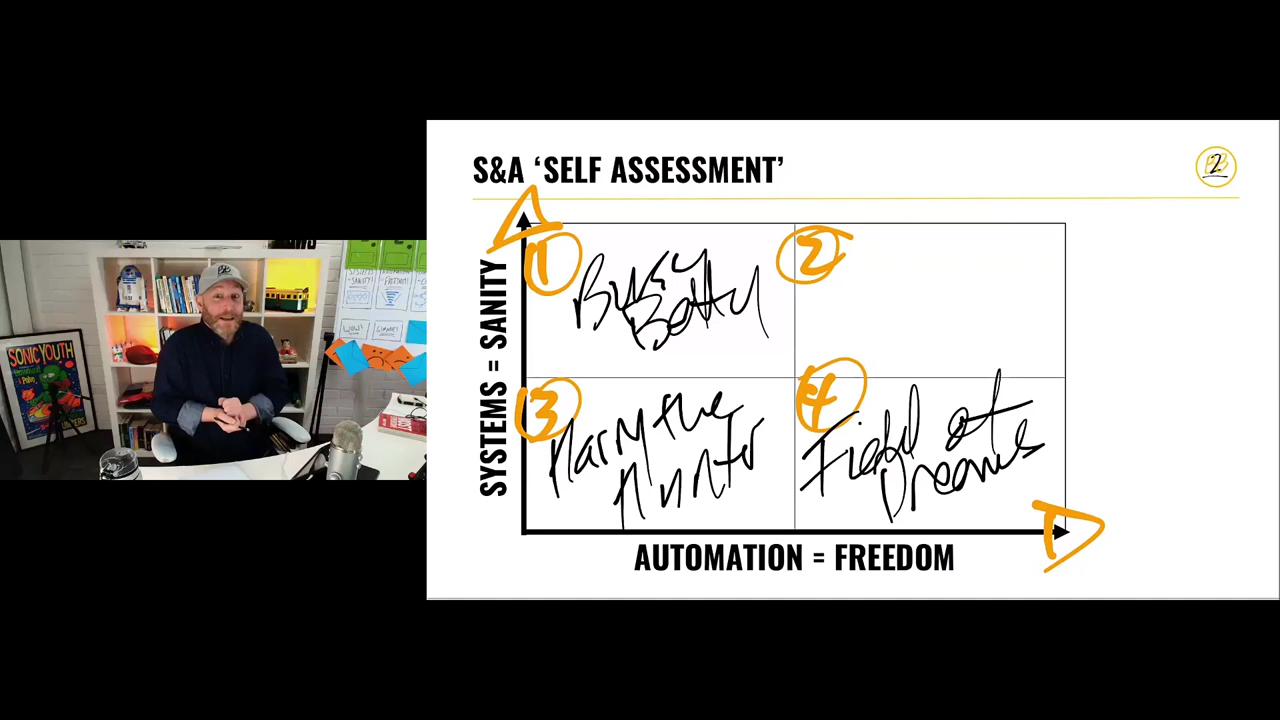 S&A ‘SELF ASSESSMENT’
2
SYSTEMS = SANITY
1
Busy
Betty
2
3
Harry the
Hunter
4
Field of
Dreams
AUTOMATION = FREEDOM
SONIC YOUTH